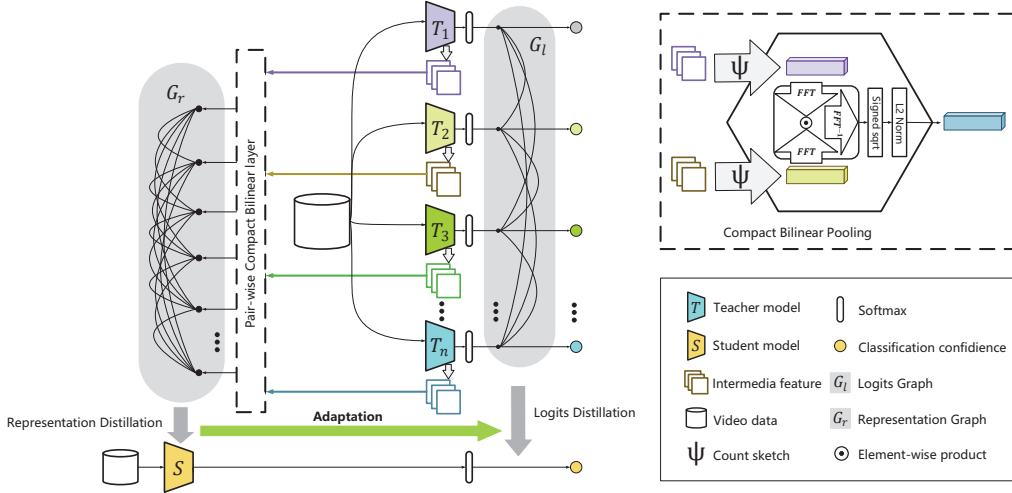 T₁
Gₗ
Gᵣ
T₂
T₃
Tₙ
Pair-wise Compact Bilinear layer
Representation Distillation
Adaptation
Logits Distillation
S
Ψ
FFT
FFT⁻¹
FFT
Signed sqrt
L2 Norm
Ψ
Compact Bilinear Pooling
T Teacher model
Softmax
S Student model
Classification confidence
Intermedia feature
Gₗ Logits Graph
Video data
Gᵣ Representation Graph
Ψ Count sketch
Element-wise product